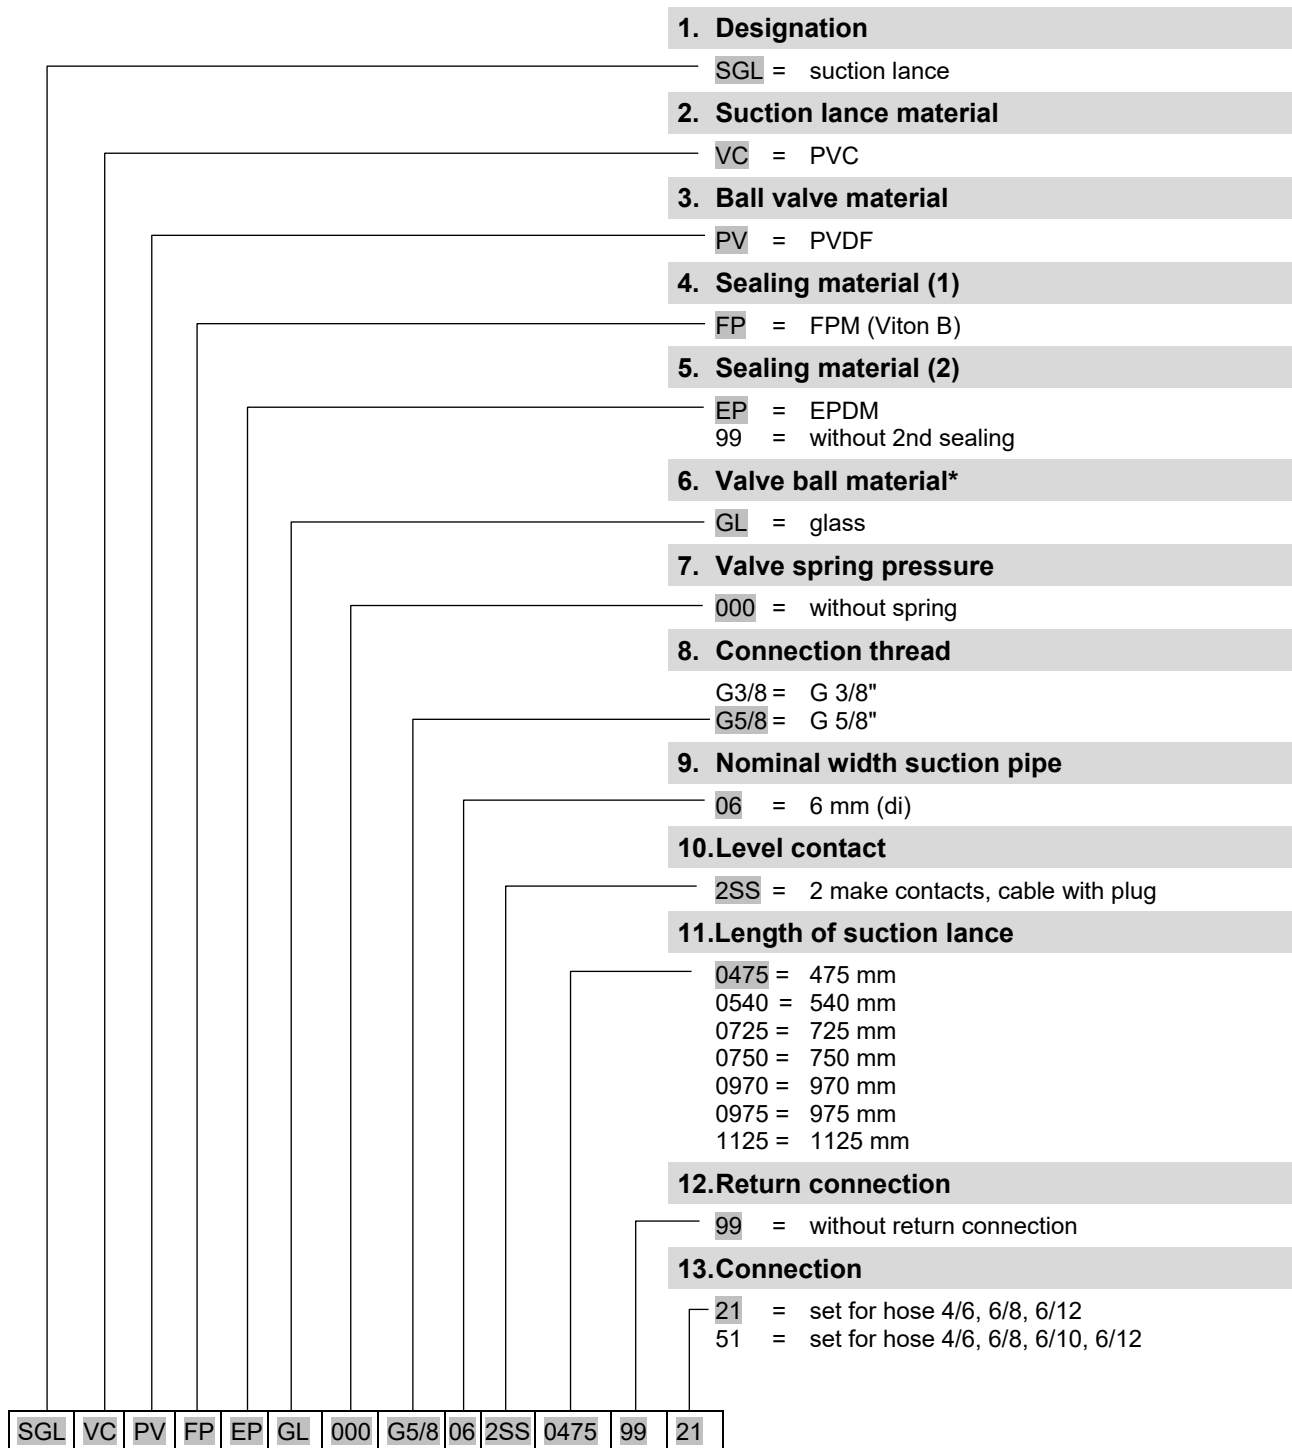 1. Designation
SGL = suction lance
2. Suction lance material
VC = PVC
3. Ball valve material
PV = PVDF
4. Sealing material (1)
FP = FPM (Viton B)
5. Sealing material (2)
EP = EPDM
99 = without 2nd sealing
6. Valve ball material*
GL = glass
7. Valve spring pressure
000 = without spring
8. Connection thread
G3/8 = G 3/8"
G5/8 = G 5/8"
9. Nominal width suction pipe
06 = 6 mm (di)
10.Level contact
2SS = 2 make contacts, cable with plug
11.Length of suction lance
0475 = 475 mm
0540 = 540 mm
0725 = 725 mm
0750 = 750 mm
0970 = 970 mm
0975 = 975 mm
1125 = 1125 mm
12.Return connection
99 = without return connection
13.Connection
21 = set for hose 4/6, 6/8, 6/12
51 = set for hose 4/6, 6/8, 6/10, 6/12
SGL VC PV FP EP GL 000 G5/8 06 2SS 0475 99 21